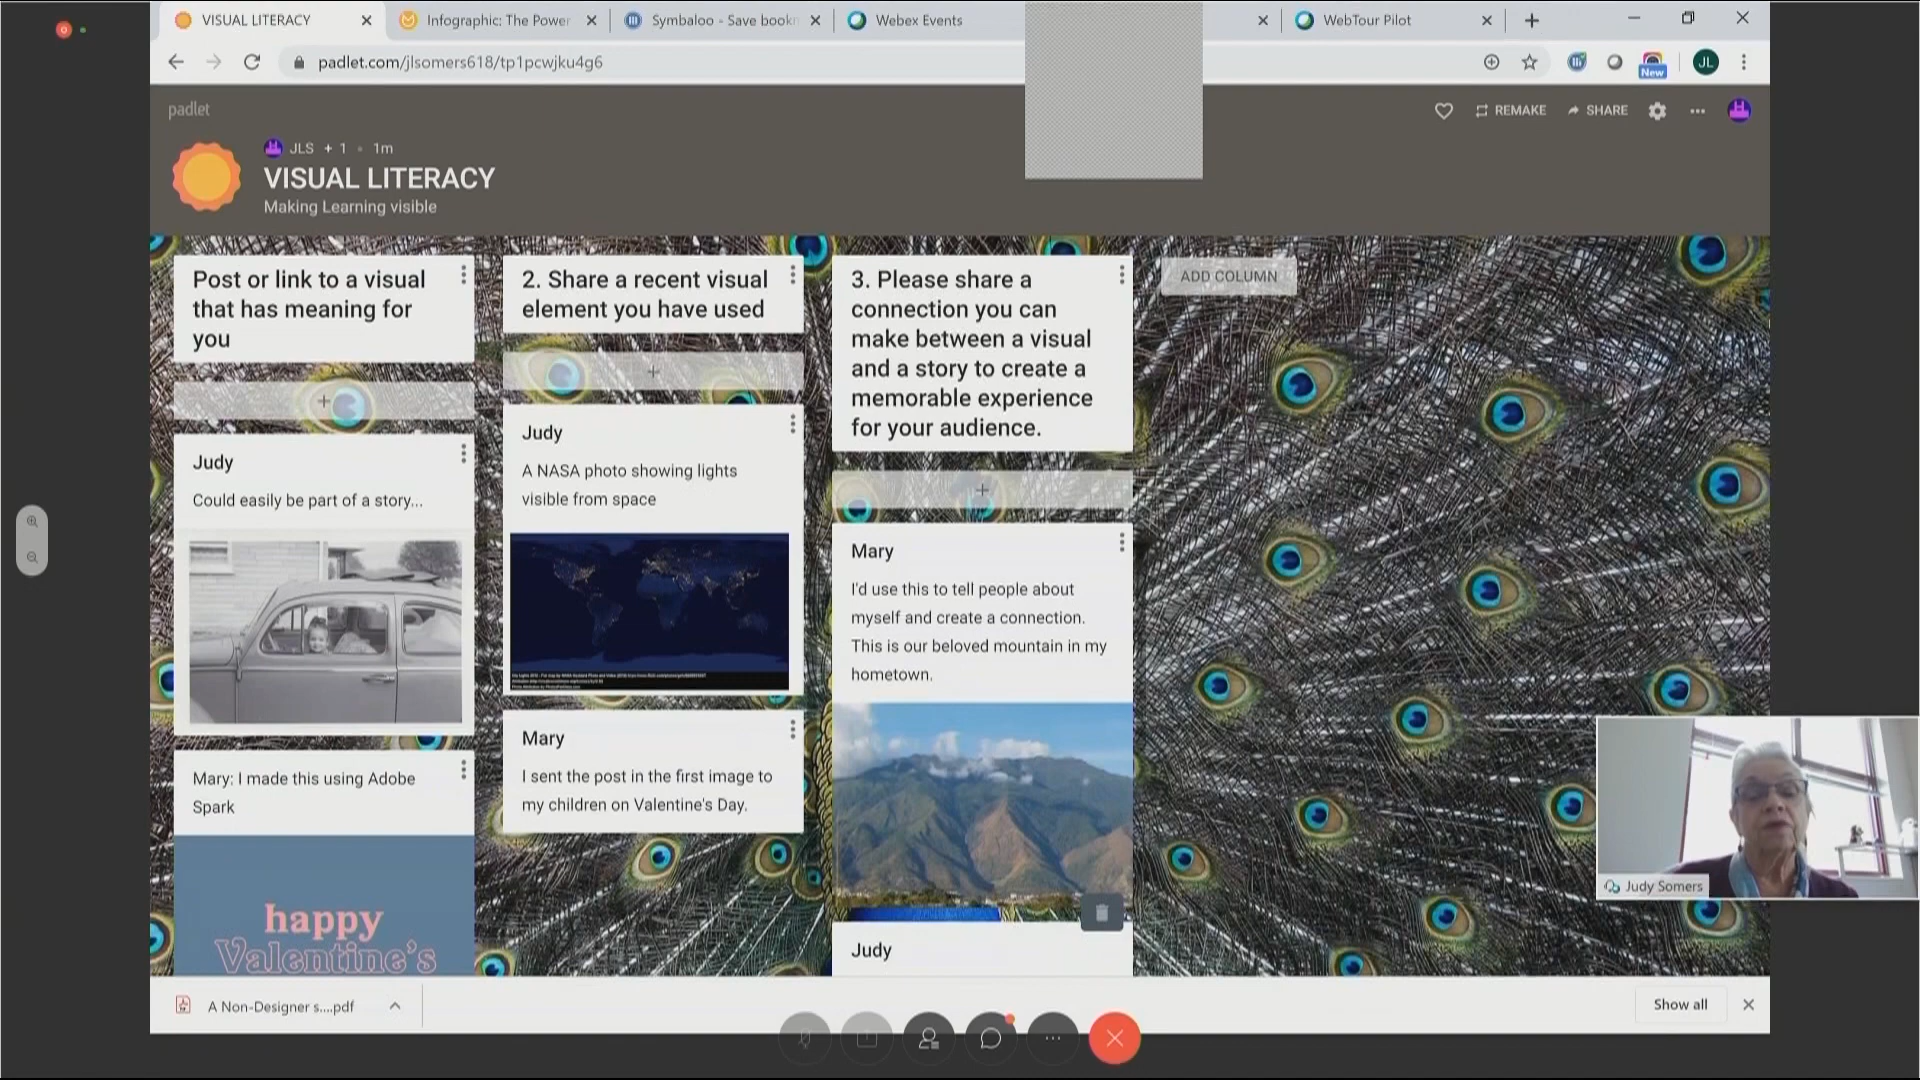 VISUAL LITERACY
Infographic: The Power
Symbaloo - Save bookn
Webex Events
WebTour Pilot
padlet.com/jlsomers618/tp1pcwjku4g6
New
JL
padlet
REMAKE
SHARE
JLS + 1 • 1m
VISUAL LITERACY
Making Learning visible
Post or link to a visual
that has meaning for
you
Judy
Could easily be part of a story...
Mary: I made this using Adobe
Spark
happy
Valentine's
2. Share a recent visual
element you have used
Judy
A NASA photo showing lights
visible from space
Mary
I sent the post in the first image to
my children on Valentine's Day.
3. Please share a
connection you can
make between a visual
and a story to create a
memorable experience
for your audience.
Mary
I'd use this to tell people about
myself and create a connection.
This is our beloved mountain in my
hometown.
Judy
ADD COLUMN
Judy Somers
A Non-Designer s....pdf
Show all